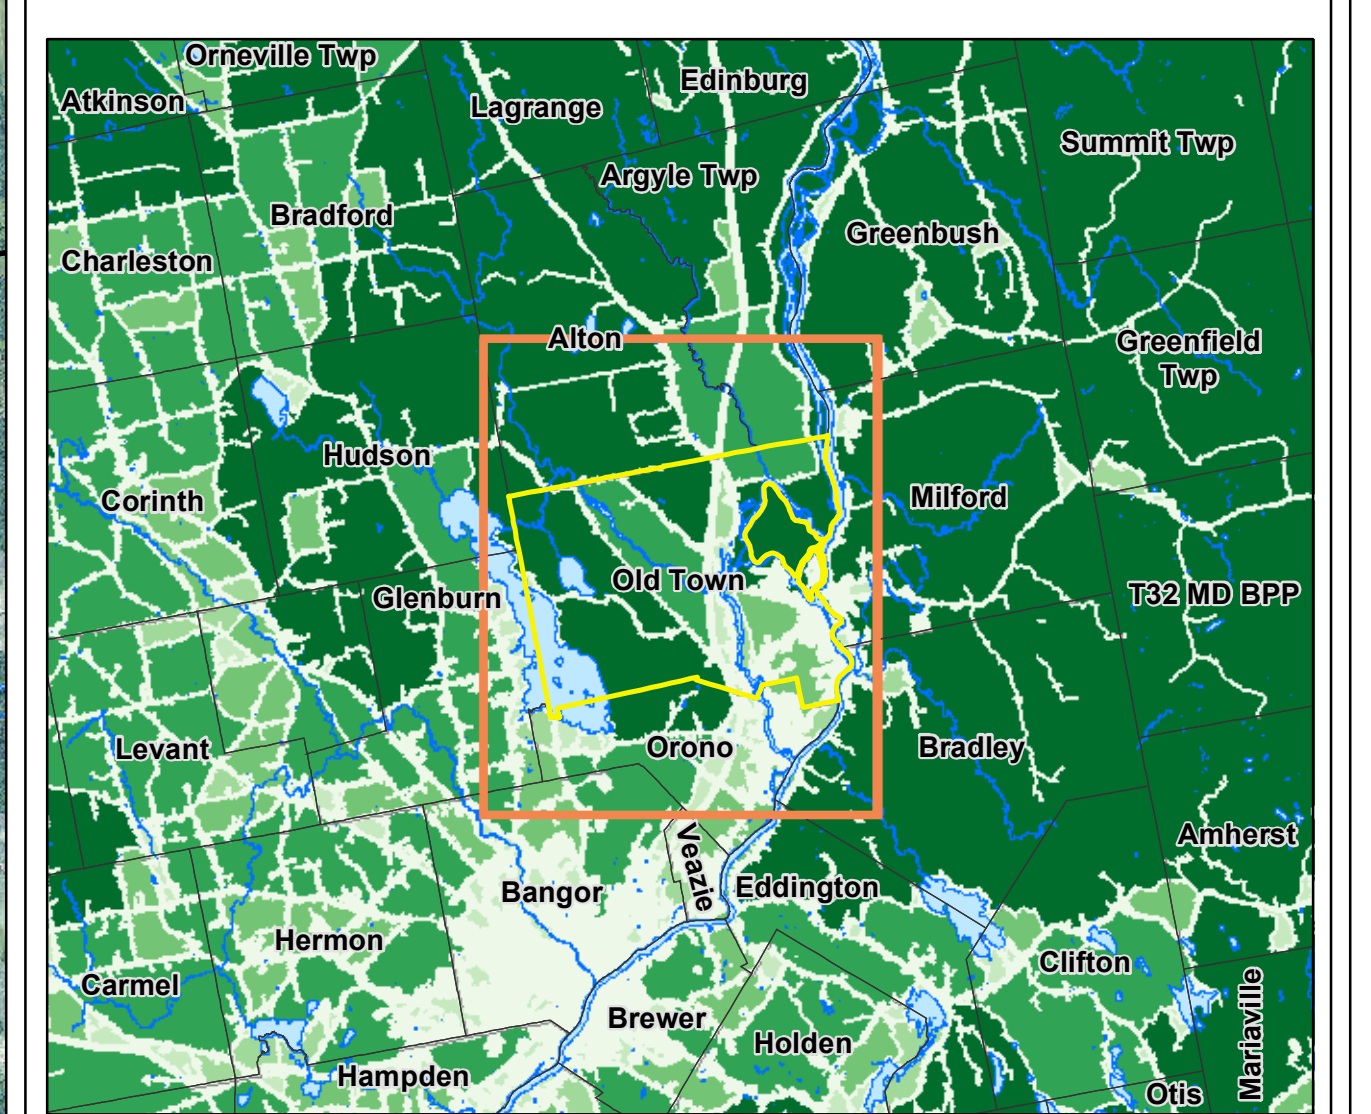 Orneville Twp
Edinburg
Atkinson
Lagrange
Summit Twp
Argyle Twp
Bradford
Greenbush
Charleston
Alton
Greenfield
Twp
Hudson
Milford
Corinth
Old Town
T32 MD BPP
Glenburn
Levant
Orono
Bradley
Amherst
Veazie
Bangor
Eddington
Hermon
Clifton
Carmel
Brewer
Mariaville
Holden
Hampden
Otis